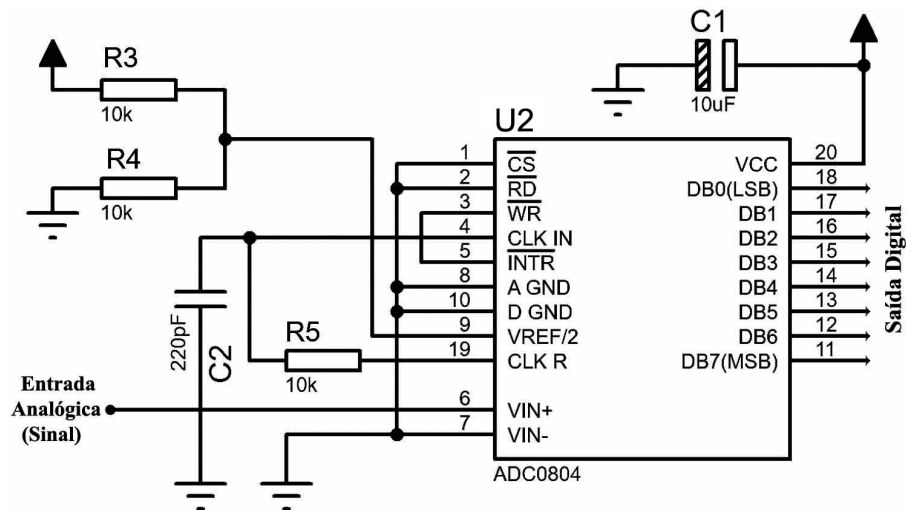 R3
10k
R4
10k
C1
10uF
U2
1 CS VCC 20
2 RD DB0(LSB) 18
3 WR DB1 17
4 CLK IN DB2 16
5 INTR DB3 15
8 A GND DB4 14
10 D GND DB5 13
9 VREF/2 DB6 12
19 CLK R DB7(MSB) 11
6 VIN+
7 VIN-
ADC0804
Saída Digital
220pF
C2
R5
10k
Entrada
Analógica
(Sinal)